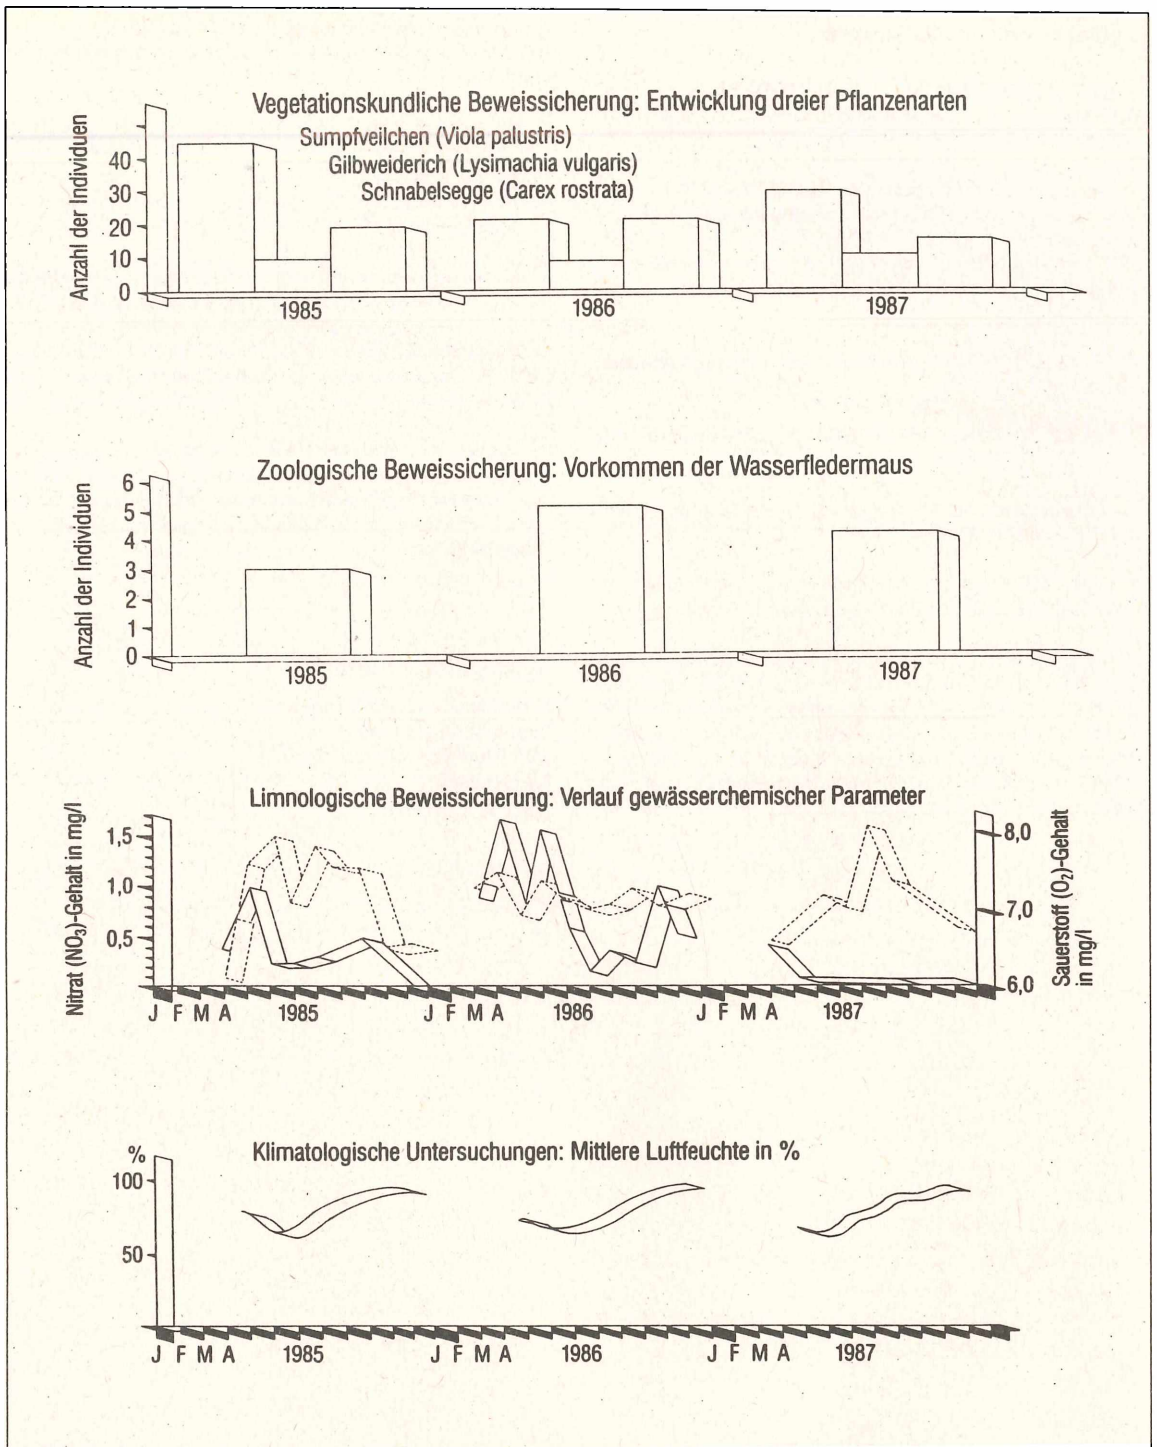 Vegetationskundliche Beweissicherung: Entwicklung dreier Pflanzenarten
Sumpfveilchen (Viola palustris)
Gilbweiderich (Lysimachia vulgaris)
Schnabelsegge (Carex rostrata)
Anzahl der Individuen
40
30
20
10
0
1985 1986 1987
Zoologische Beweissicherung: Vorkommen der Wasserfledermaus
Anzahl der Individuen
6
5
4
3
2
1
0
1985 1986 1987
Limnologische Beweissicherung: Verlauf gewässerchemischer Parameter
Nitrat (NO₃)-Gehalt in mg/l
1,5
1,0
0,5
8,0
7,0
6,0
Sauerstoff (O₂)-Gehalt
in mg/l
J F M A 1985 J F M A 1986 J F M A 1987
Klimatologische Untersuchungen: Mittlere Luftfeuchte in %
%
100
50
J F M A 1985 J F M A 1986 J F M A 1987